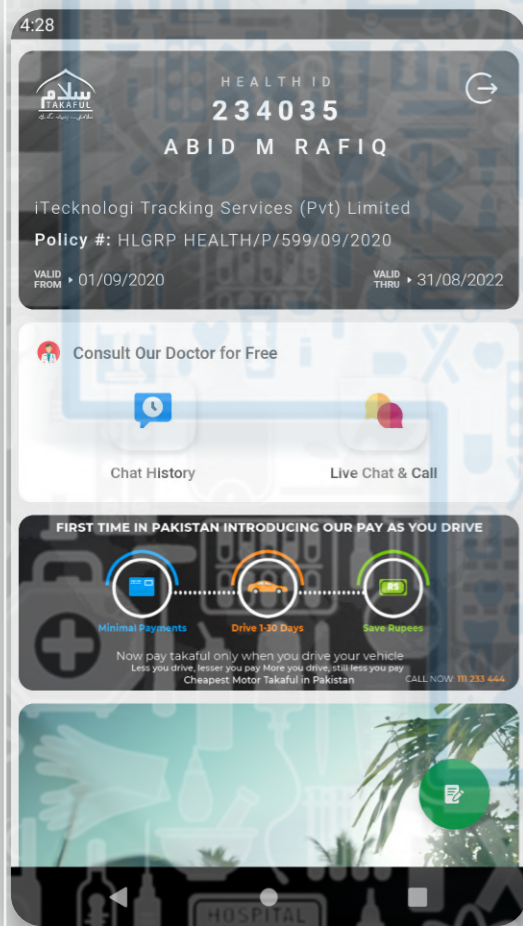 4:28
سلام
TAKAFUL
HEALTH ID
234035
ABID M RAFIQ
iTecknologi Tracking Services (Pvt) Limited
Policy #: HLGRP HEALTH/P/599/09/2020
VALID FROM 01/09/2020
VALID THRU 31/08/2022
Consult Our Doctor for Free
Chat History
Live Chat & Call
FIRST TIME IN PAKISTAN INTRODUCING OUR PAY AS YOU DRIVE
RS
Minimal Payments
Drive 1-30 Days
Save Rupees
Now pay takaful only when you drive your vehicle
Less you drive, lesser you pay More you drive, still less you pay
Cheapest Motor Takaful in Pakistan
CALL NOW: 111 233 444
HOSPITAL